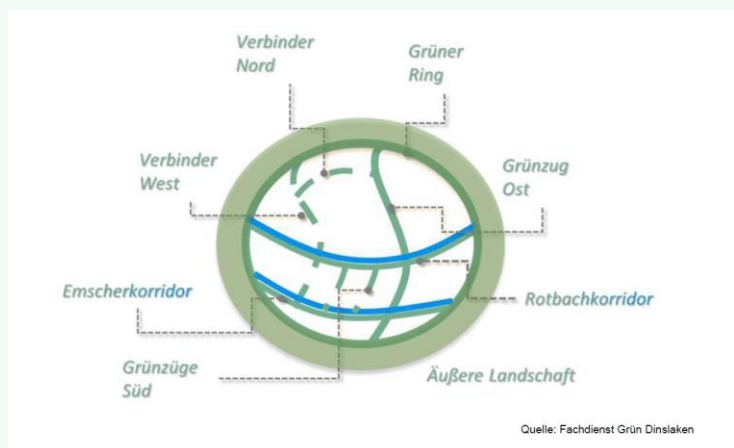 Verbinder
Nord
Grüner
Ring
Verbinder
West
Grünzug
Ost
Emscherkorridor
Rotbachkorridor
Grünzüge
Süd
Äußere Landschaft
Quelle: Fachdienst Grün Dinslaken